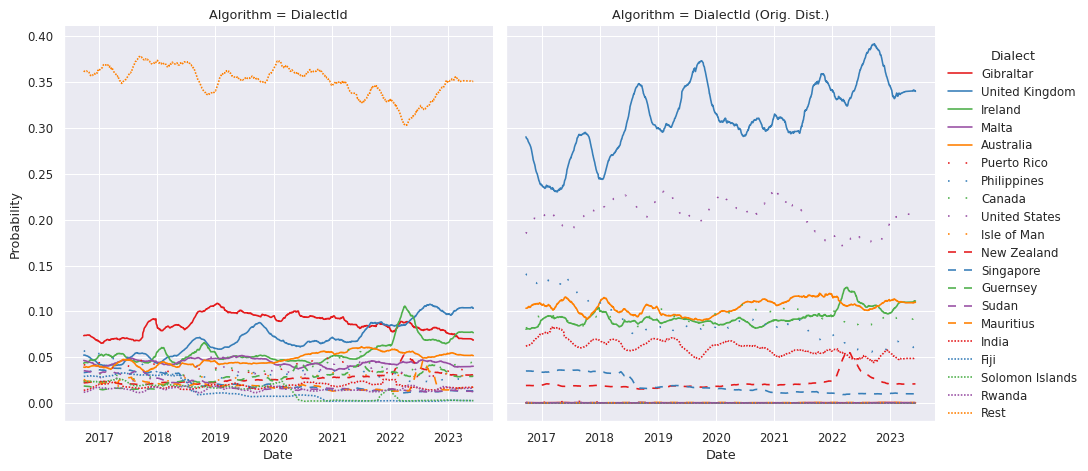 Algorithm = DialectId
Algorithm = DialectId (Orig. Dist.)
Probability
0.40
0.35
0.30
0.25
0.20
0.15
0.10
0.05
0.00
2017 2018 2019 2020 2021 2022 2023
Date
2017 2018 2019 2020 2021 2022 2023
Date
Dialect
Gibraltar
United Kingdom
Ireland
Malta
Australia
Puerto Rico
Philippines
Canada
United States
Isle of Man
New Zealand
Singapore
Guernsey
Sudan
Mauritius
India
Fiji
Solomon Islands
Rwanda
Rest